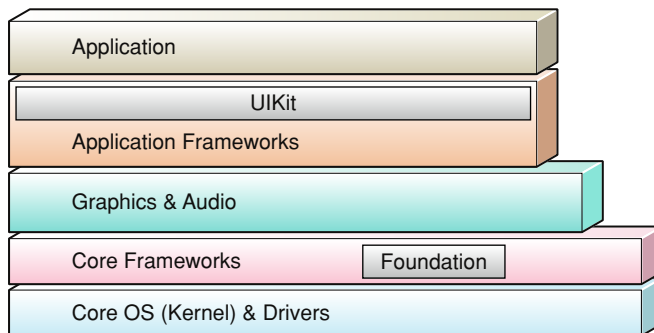 Application
UIKit
Application Frameworks
Graphics & Audio
Core Frameworks
Foundation
Core OS (Kernel) & Drivers